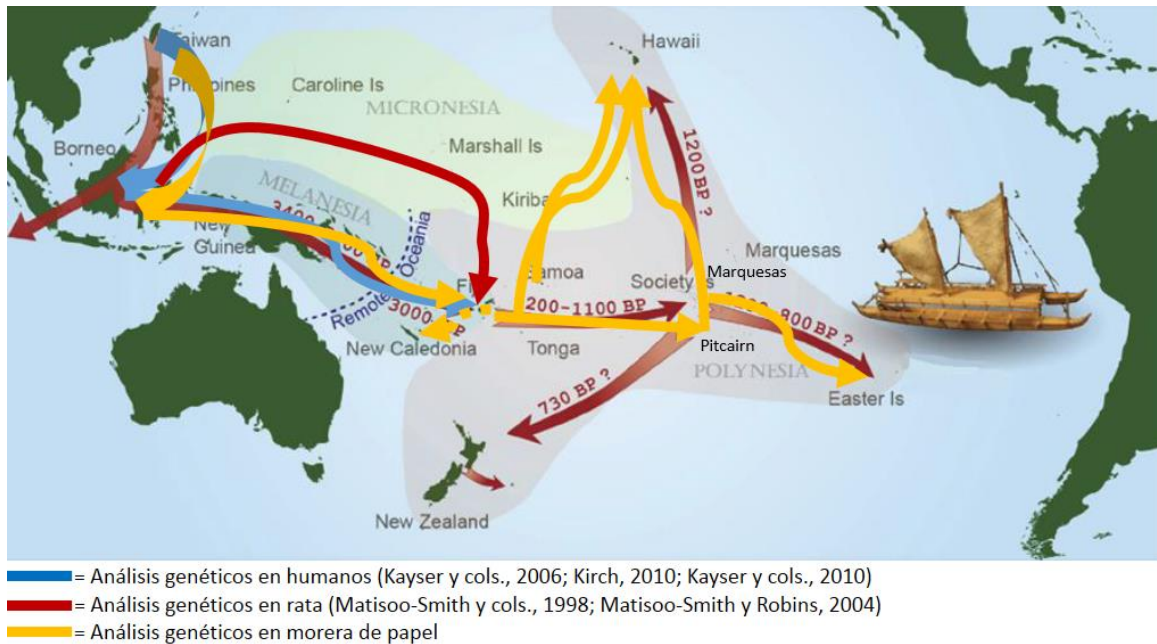 Hawaii
Taiwan
Philippines
Caroline Is
MICRONESIA
Borneo
Marshall Is
1200 BP ?
MELANESIA
Kiriba
New
Guinea
Remote Oceania
Marquesas
Samoa
Society Is
Marquesas
3000 BP
200-1100 BP
900 BP ?
New Caledonia
Tonga
Pitcairn
POLYNESIA
Easter Is
730 BP ?
New Zealand
= Análisis genéticos en humanos (Kayser y cols., 2006; Kirch, 2010; Kayser y cols., 2010)
= Análisis genéticos en rata (Matisoo-Smith y cols., 1998; Matisoo-Smith y Robins, 2004)
= Análisis genéticos en morera de papel